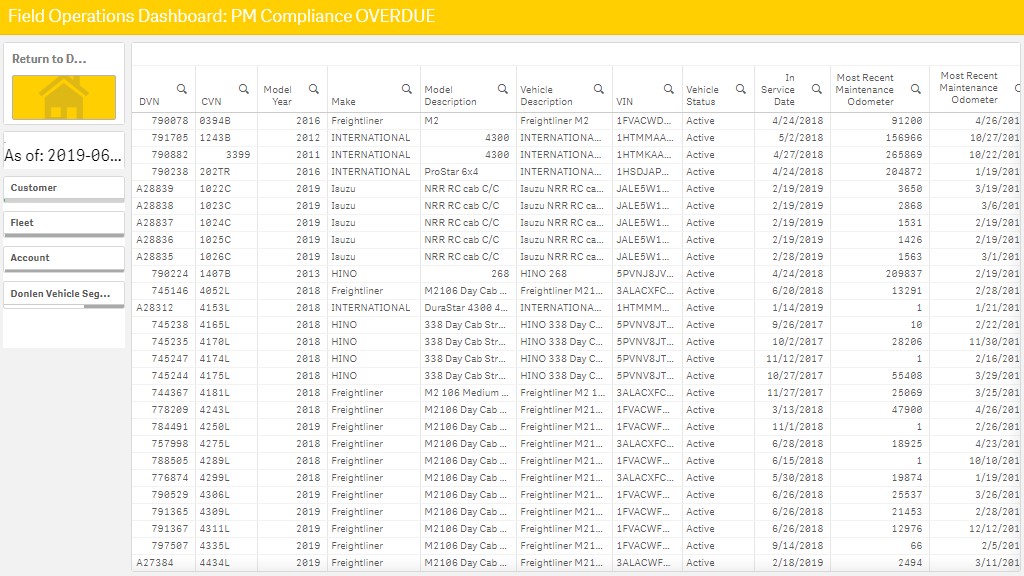 Field Operations Dashboard: PM Compliance OVERDUE
Return to D...
As of: 2019-06...
Customer
Fleet
Account
Donlen Vehicle Seg...
DVN CVN Model Year Make Model Description Vehicle Description VIN Vehicle Status In Service Date Most Recent Maintenance Odometer Most Recent Maintenance Odometer
790078 0394B 2016 Freightliner M2 Freightliner M2 1FVACWD... Active 4/24/2018 91200 4/26/201
791705 1243B 2012 INTERNATIONAL 4300 INTERNATIONA... 1HTMMAA... Active 5/2/2018 156966 10/27/201
790882 3399 2011 INTERNATIONAL 4300 INTERNATIONA... 1HTMKAA... Active 4/27/2018 265869 10/22/201
790238 202TR 2016 INTERNATIONAL ProStar 6x4 INTERNATIONA... 1HSDJAP... Active 4/24/2018 204872 1/19/201
A28839 1022C 2019 Isuzu NRR RC cab C/C Isuzu NRR RC ca... JALE5W1... Active 2/19/2019 3650 3/19/201
A28838 1023C 2019 Isuzu NRR RC cab C/C Isuzu NRR RC ca... JALE5W1... Active 2/19/2019 2868 3/6/201
A28837 1024C 2019 Isuzu NRR RC cab C/C Isuzu NRR RC ca... JALE5W1... Active 2/19/2019 1531 2/19/201
A28836 1025C 2019 Isuzu NRR RC cab C/C Isuzu NRR RC ca... JALE5W1... Active 2/19/2019 1426 2/19/201
A28835 1026C 2019 Isuzu NRR RC cab C/C Isuzu NRR RC ca... JALE5W1... Active 2/28/2019 1563 3/1/201
790224 1407B 2013 HINO 268 HINO 268 5PVNJ8JV... Active 4/24/2018 209837 2/19/201
745146 4052L 2018 Freightliner M2106 Day Cab ... Freightliner M21... 3ALACXFC... Active 6/20/2018 13291 2/28/201
A28312 4153L 2018 INTERNATIONAL DuraStar 4300 4... INTERNATIONA... 1HTMMM... Active 1/14/2019 1 1/21/201
745238 4165L 2018 HINO 338 Day Cab Str... HINO 338 Day C... 5PVNV8JT... Active 9/26/2017 10 2/22/201
745235 4170L 2018 HINO 338 Day Cab Str... HINO 338 Day C... 5PVNV8JT... Active 10/2/2017 28206 11/30/201
745247 4174L 2018 HINO 338 Day Cab Str... HINO 338 Day C... 5PVNV8JT... Active 11/12/2017 1 2/16/201
745244 4175L 2018 HINO 338 Day Cab Str... HINO 338 Day C... 5PVNV8JT... Active 10/27/2017 55408 3/29/201
744367 4181L 2018 Freightliner M2 106 Medium ... Freightliner M2 1... 3ALACXFC... Active 11/27/2017 25069 3/25/201
778209 4243L 2018 Freightliner M2106 Day Cab ... Freightliner M21... 1FVACWF... Active 3/13/2018 47900 4/26/201
784491 4250L 2019 Freightliner M2106 Day Cab ... Freightliner M21... 1FVACWF... Active 11/1/2018 1 2/26/201
757998 4275L 2018 Freightliner M2106 Day Cab ... Freightliner M21... 3ALACXFC... Active 6/28/2018 18925 4/23/201
788505 4289L 2018 Freightliner M2106 Day Cab ... Freightliner M21... 1FVACWF... Active 6/15/2018 1 10/10/201
776874 4299L 2018 Freightliner M2106 Day Cab ... Freightliner M21... 3ALACXFC... Active 5/30/2018 19874 1/19/201
790529 4306L 2019 Freightliner M2106 Day Cab ... Freightliner M21... 1FVACWF... Active 6/26/2018 25537 3/26/201
791365 4309L 2019 Freightliner M2106 Day Cab ... Freightliner M21... 1FVACWF... Active 6/26/2018 21453 2/28/201
791367 4311L 2019 Freightliner M2106 Day Cab ... Freightliner M21... 1FVACWF... Active 6/26/2018 12976 12/12/201
797507 4335L 2019 Freightliner M2106 Day Cab ... Freightliner M21... 1FVACWF... Active 9/14/2018 66 2/5/201
A27384 4434L 2019 Freightliner M2106 Day Cab ... Freightliner M21... 3ALACWF... Active 2/18/2019 2494 3/11/201